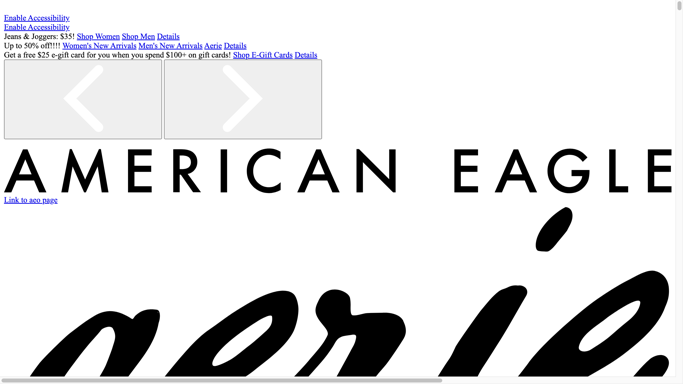 Enable Accessibility
Enable Accessibility
Jeans & Joggers: $35! Shop Women Shop Men Details
Up to 50% off!!!! Women's New Arrivals Men's New Arrivals Aerie Details
Get a free $25 e-gift card for you when you spend $100+ on gift cards! Shop E-Gift Cards Details
AMERICAN EAGLE
Link to aeo page
aerie